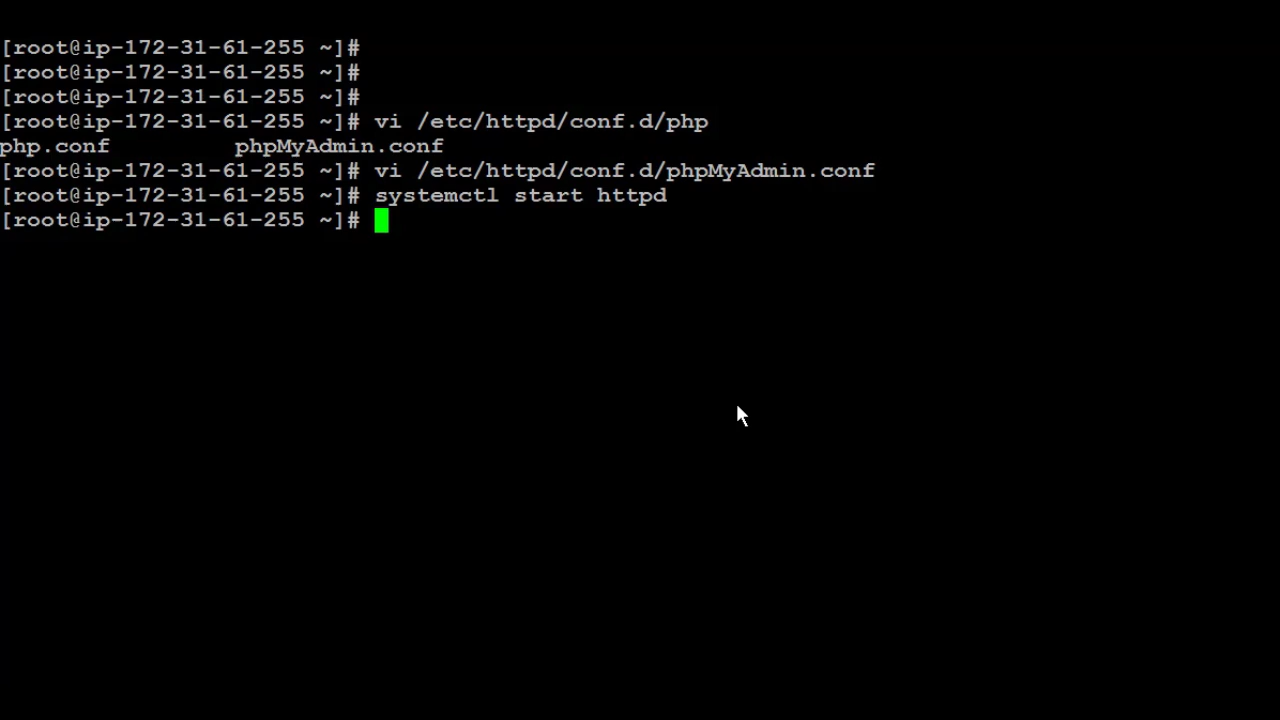 [root@ip-172-31-61-255 ~]#
[root@ip-172-31-61-255 ~]#
[root@ip-172-31-61-255 ~]#
[root@ip-172-31-61-255 ~]# vi /etc/httpd/conf.d/php
php.conf         phpMyAdmin.conf
[root@ip-172-31-61-255 ~]# vi /etc/httpd/conf.d/phpMyAdmin.conf
[root@ip-172-31-61-255 ~]# systemctl start httpd
[root@ip-172-31-61-255 ~]#